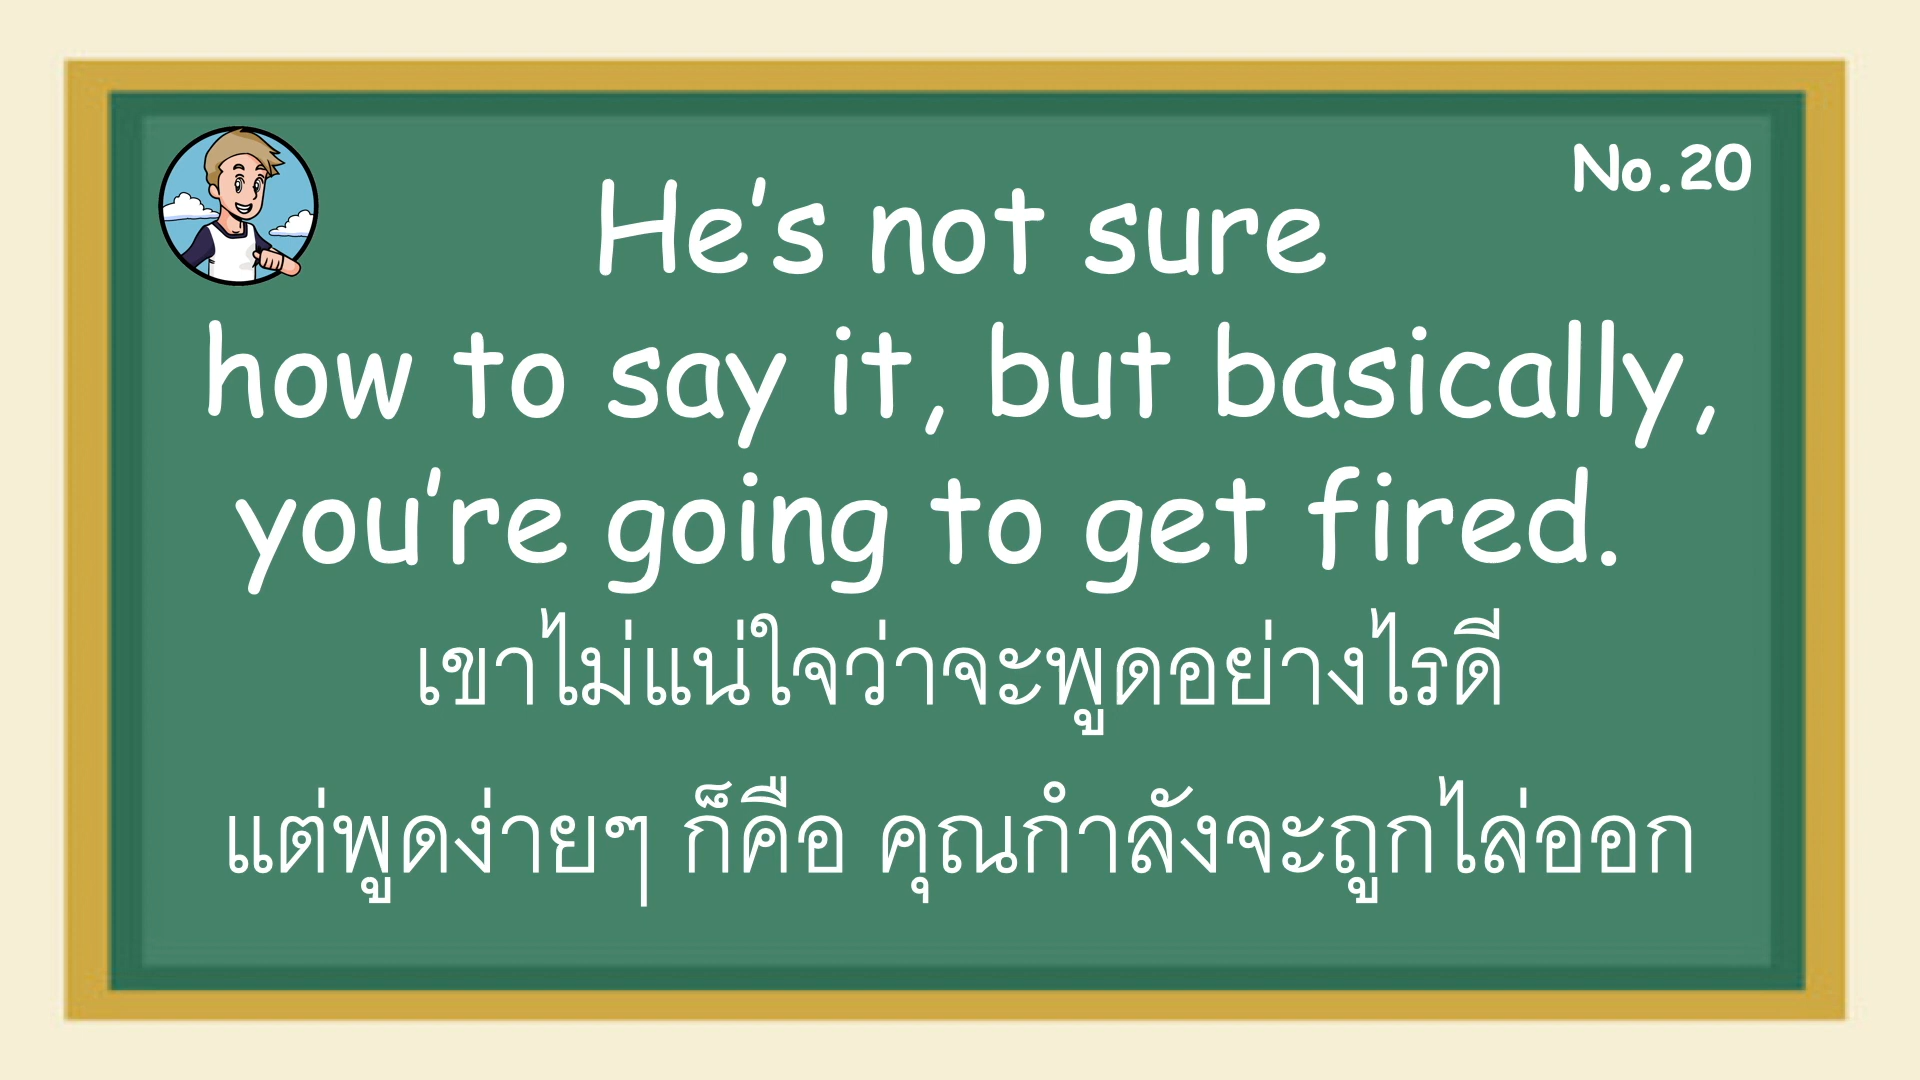 No.20
He's not sure
how to say it, but basically,
you're going to get fired.
เขาไม่แน่ใจว่าจะพูดอย่างไรดี
แต่พูดง่ายๆ ก็คือ คุณกำลังจะถูกไล่ออก